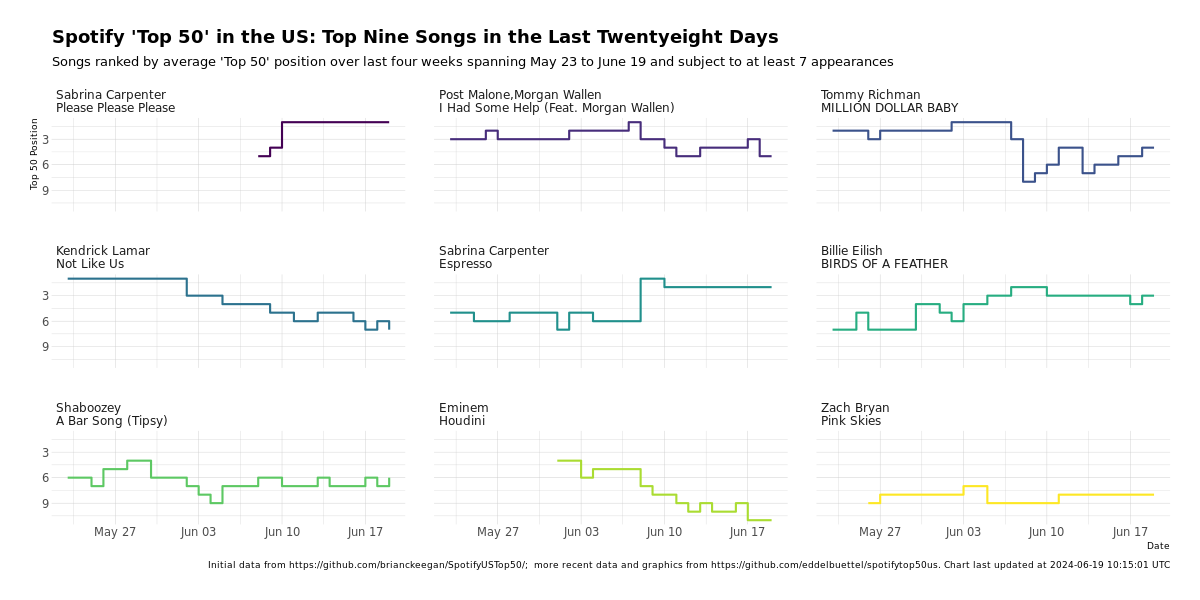 Spotify 'Top 50' in the US: Top Nine Songs in the Last Twentyeight Days
Songs ranked by average 'Top 50' position over last four weeks spanning May 23 to June 19 and subject to at least 7 appearances
Sabrina Carpenter
Please Please Please
Post Malone,Morgan Wallen
I Had Some Help (Feat. Morgan Wallen)
Tommy Richman
MILLION DOLLAR BABY
Top 50 Position
3
6
9
Kendrick Lamar
Not Like Us
Sabrina Carpenter
Espresso
Billie Eilish
BIRDS OF A FEATHER
3
6
9
Shaboozey
A Bar Song (Tipsy)
Eminem
Houdini
Zach Bryan
Pink Skies
3
6
9
May 27 Jun 03 Jun 10 Jun 17 May 27 Jun 03 Jun 10 Jun 17 May 27 Jun 03 Jun 10 Jun 17
Date
Initial data from https://github.com/brianckeegan/SpotifyUSTop50/;  more recent data and graphics from https://github.com/eddelbuettel/spotifytop50us. Chart last updated at 2024-06-19 10:15:01 UTC